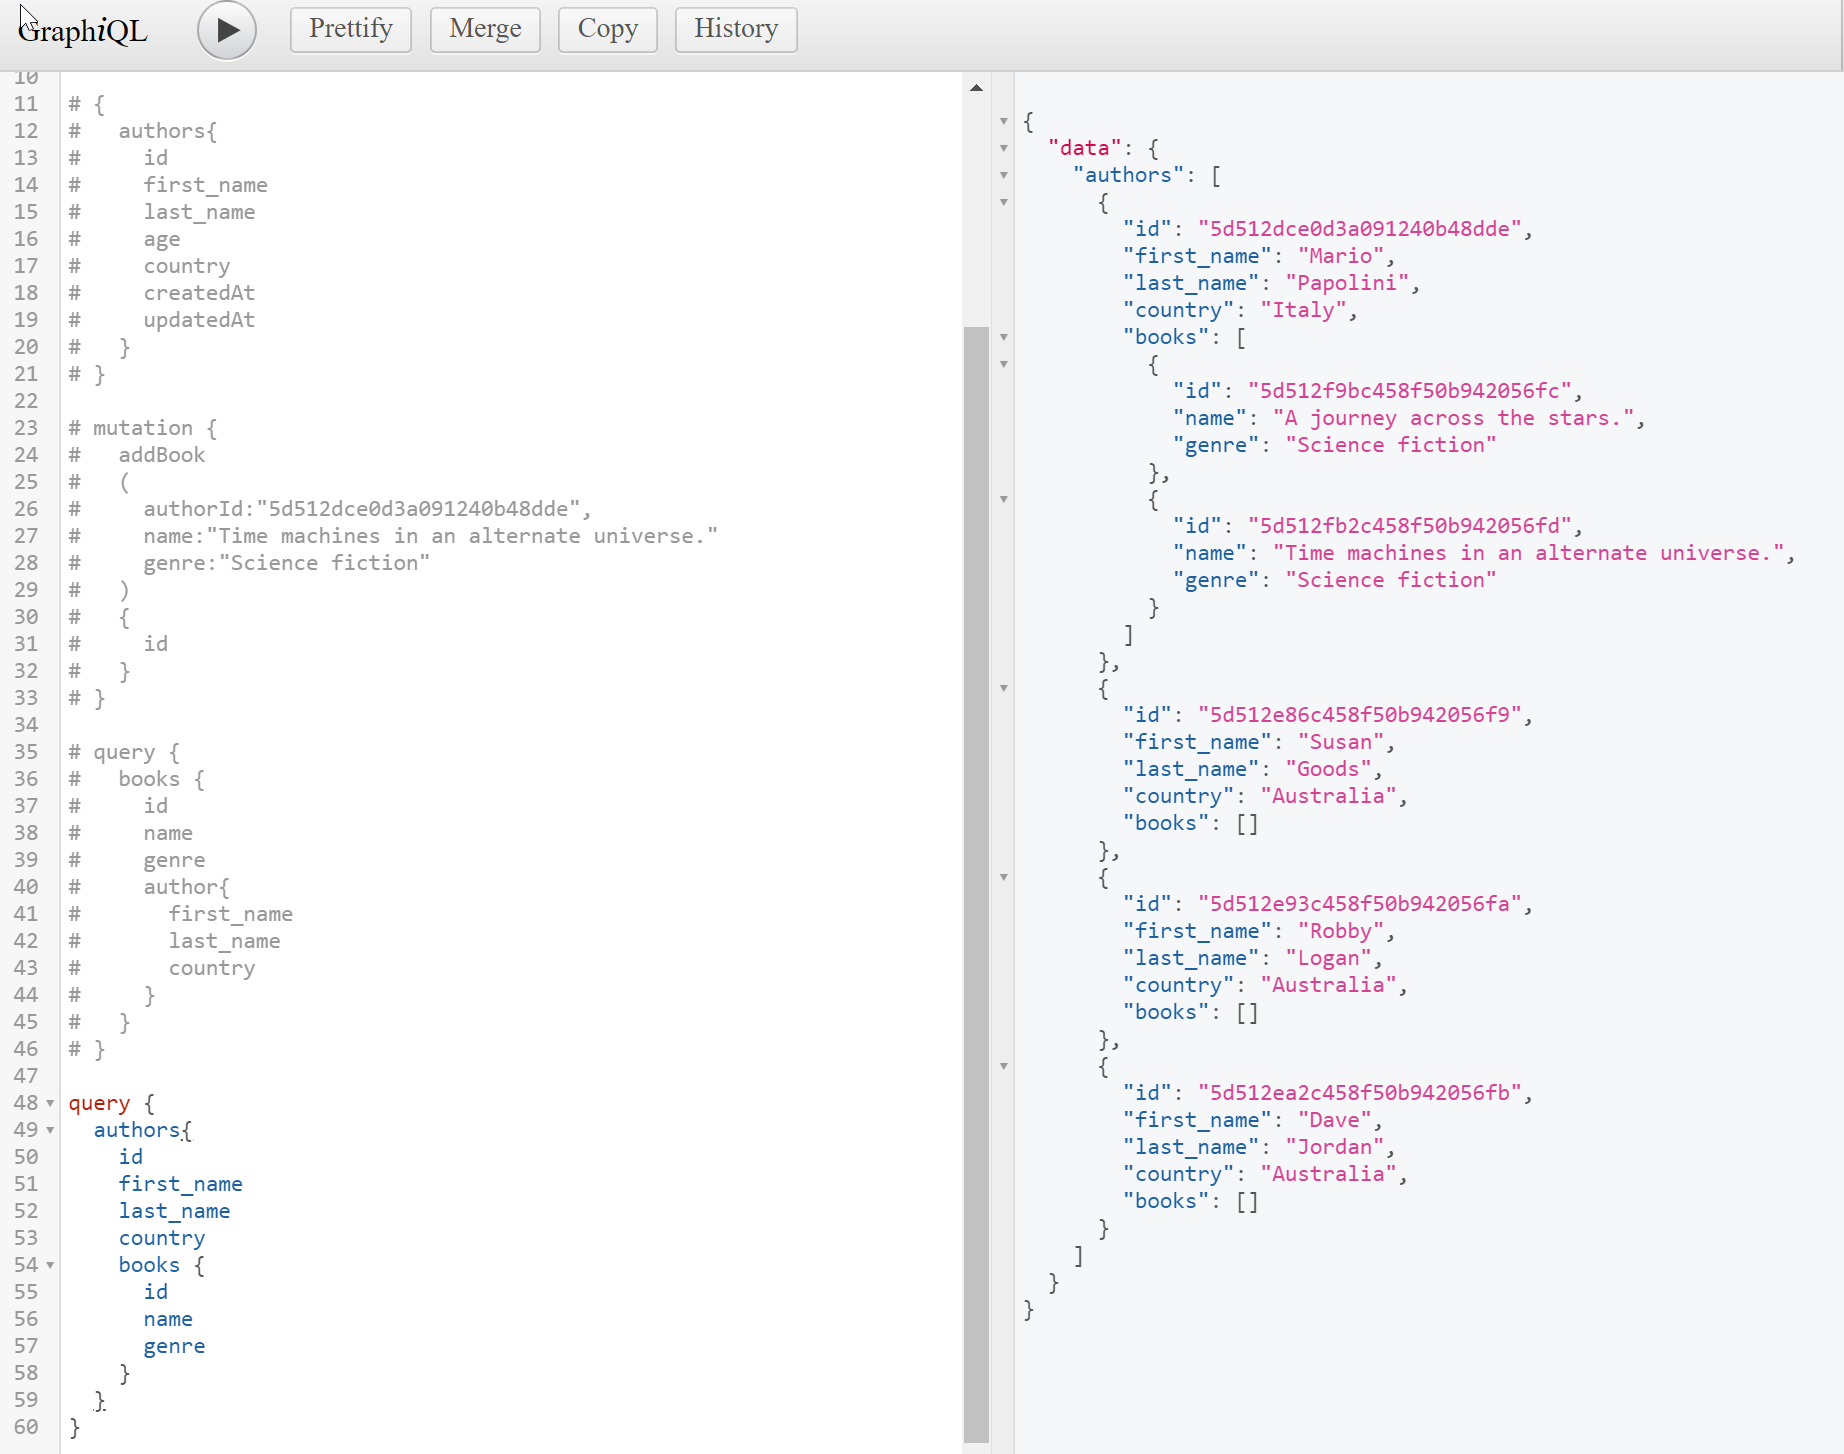 GraphiQL
Prettify
Merge
Copy
History
10
11 # {
12 #   authors{
13 #     id
14 #     first_name
15 #     last_name
16 #     age
17 #     country
18 #     createdAt
19 #     updatedAt
20 #   }
21 # }
22
23 # mutation {
24 #   addBook
25 #   (
26 #     authorId:"5d512dce0d3a091240b48dde",
27 #     name:"Time machines in an alternate universe."
28 #     genre:"Science fiction"
29 #   )
30 #   {
31 #     id
32 #   }
33 # }
34
35 # query {
36 #   books {
37 #     id
38 #     name
39 #     genre
40 #     author{
41 #       first_name
42 #       last_name
43 #       country
44 #     }
45 #   }
46 # }
47
48 query {
49   authors{
50     id
51     first_name
52     last_name
53     country
54     books {
55       id
56       name
57       genre
58     }
59   }
60 }
{
  "data": {
    "authors": [
      {
        "id": "5d512dce0d3a091240b48dde",
        "first_name": "Mario",
        "last_name": "Papolini",
        "country": "Italy",
        "books": [
          {
            "id": "5d512f9bc458f50b942056fc",
            "name": "A journey across the stars.",
            "genre": "Science fiction"
          },
          {
            "id": "5d512fb2c458f50b942056fd",
            "name": "Time machines in an alternate universe.",
            "genre": "Science fiction"
          }
        ]
      },
      {
        "id": "5d512e86c458f50b942056f9",
        "first_name": "Susan",
        "last_name": "Goods",
        "country": "Australia",
        "books": []
      },
      {
        "id": "5d512e93c458f50b942056fa",
        "first_name": "Robby",
        "last_name": "Logan",
        "country": "Australia",
        "books": []
      },
      {
        "id": "5d512ea2c458f50b942056fb",
        "first_name": "Dave",
        "last_name": "Jordan",
        "country": "Australia",
        "books": []
      }
    ]
  }
}